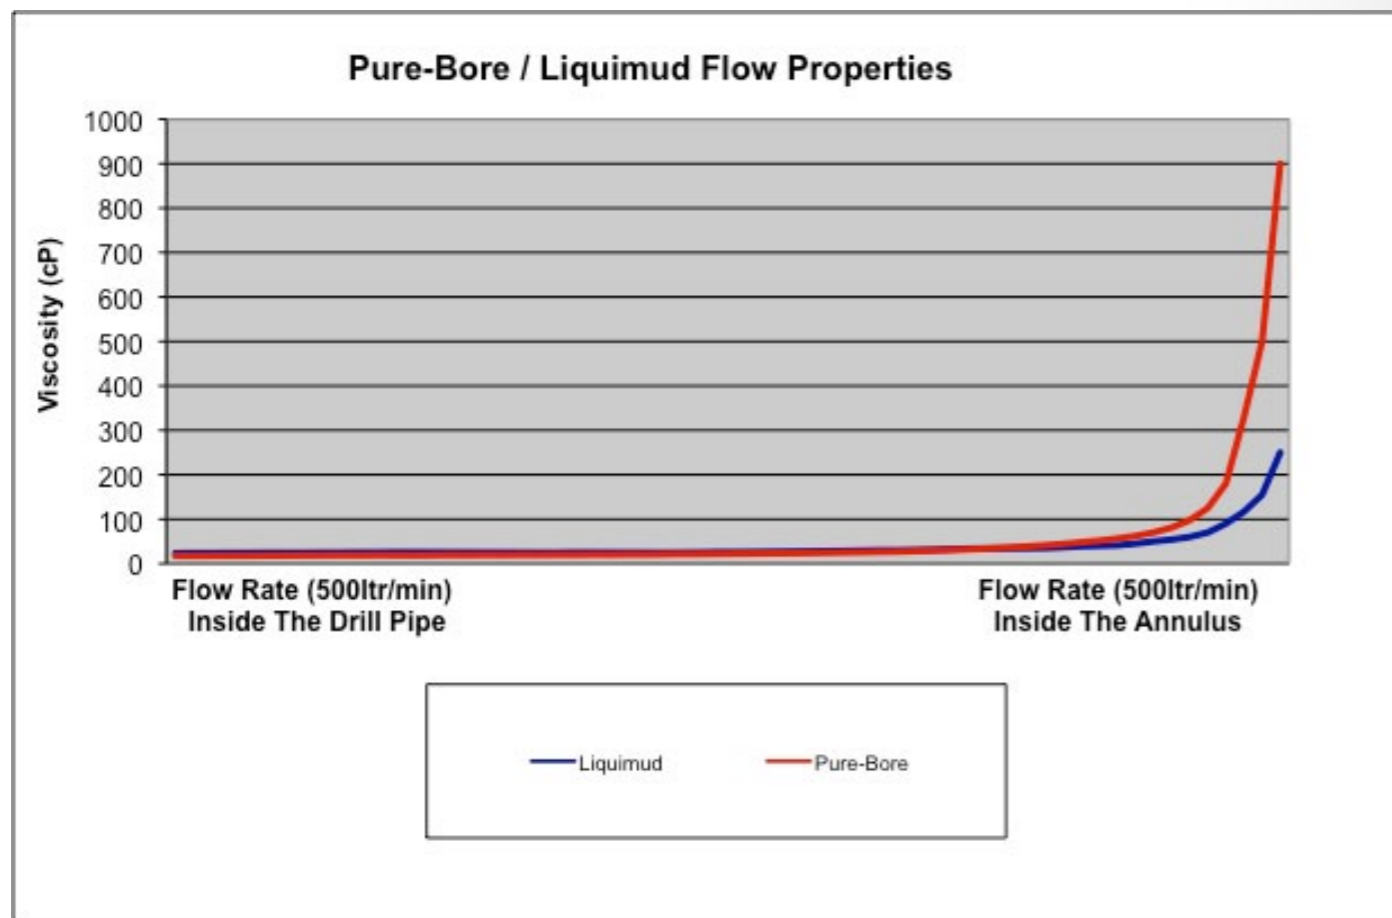 Pure-Bore / Liquimud Flow Properties
1000
900
800
700
600
500
400
300
200
100
0
Viscosity (cP)
Flow Rate (500ltr/min)
Inside The Drill Pipe
Flow Rate (500ltr/min)
Inside The Annulus
Liquimud
Pure-Bore